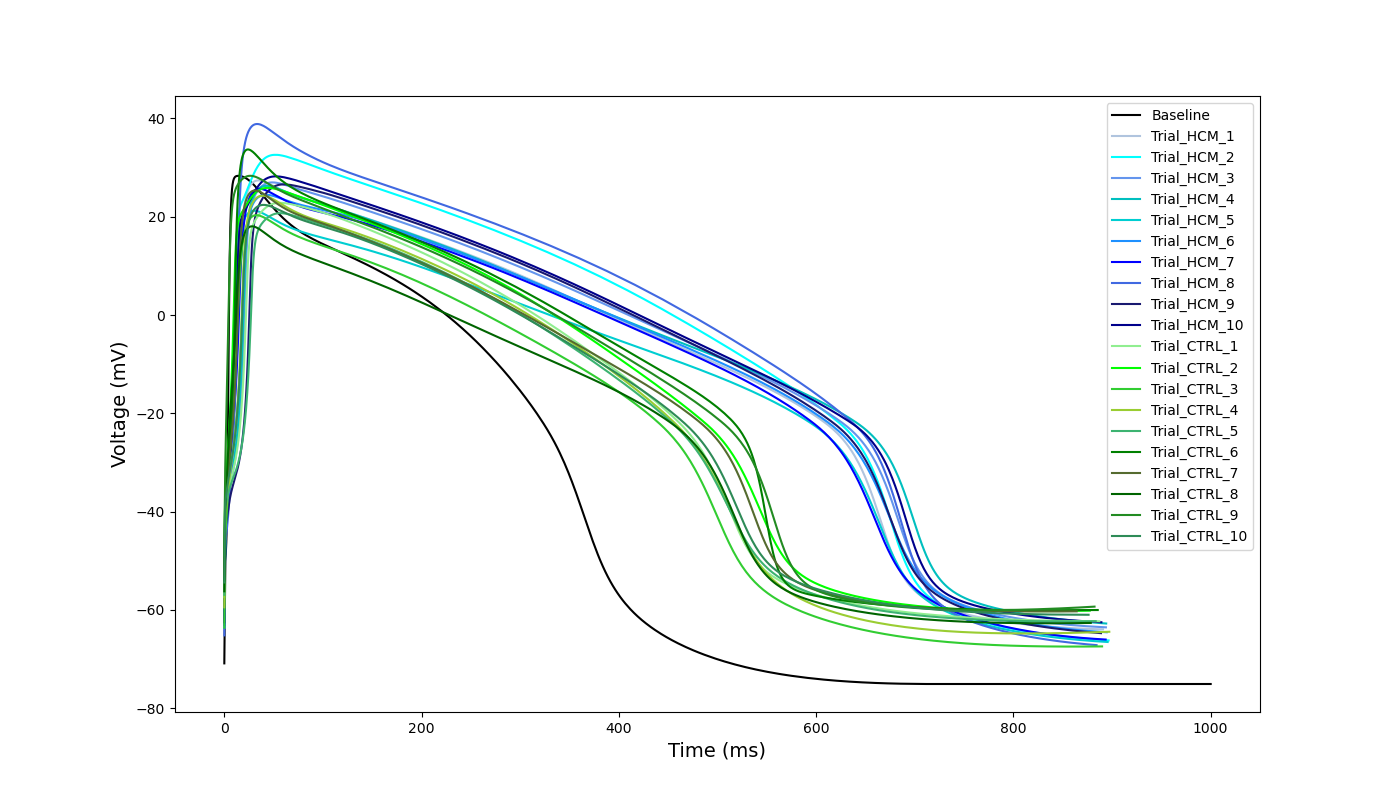 40
20
0
−20
−40
−60
−80
Voltage (mV)
0
200
400
600
800
1000
Time (ms)
Baseline
Trial_HCM_1
Trial_HCM_2
Trial_HCM_3
Trial_HCM_4
Trial_HCM_5
Trial_HCM_6
Trial_HCM_7
Trial_HCM_8
Trial_HCM_9
Trial_HCM_10
Trial_CTRL_1
Trial_CTRL_2
Trial_CTRL_3
Trial_CTRL_4
Trial_CTRL_5
Trial_CTRL_6
Trial_CTRL_7
Trial_CTRL_8
Trial_CTRL_9
Trial_CTRL_10